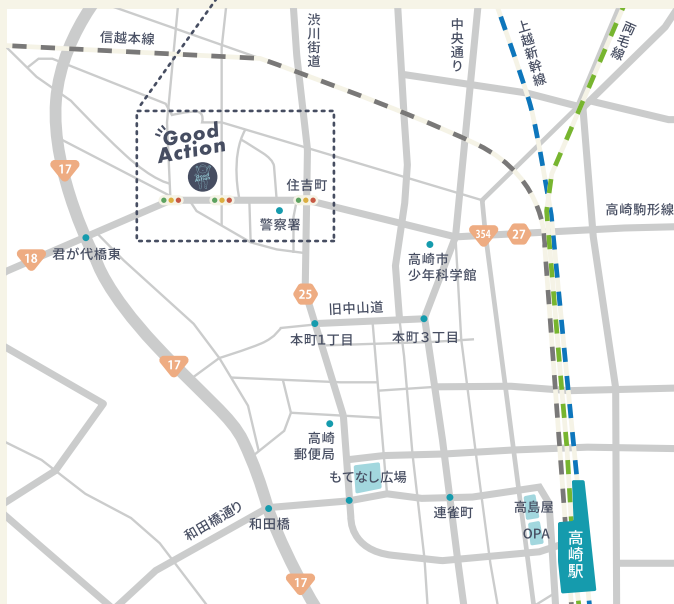 信越本線
渋川街道
中央通り
上越新幹線
両毛線
Good
Action
Good
Action
17
住吉町
警察署
高崎駒形線
354
27
18
君が代橋東
高崎市
少年科学館
25
旧中山道
本町1丁目
本町3丁目
17
高崎
郵便局
もてなし広場
和田橋通り
和田橋
連雀町
高島屋
OPA
高崎駅
17